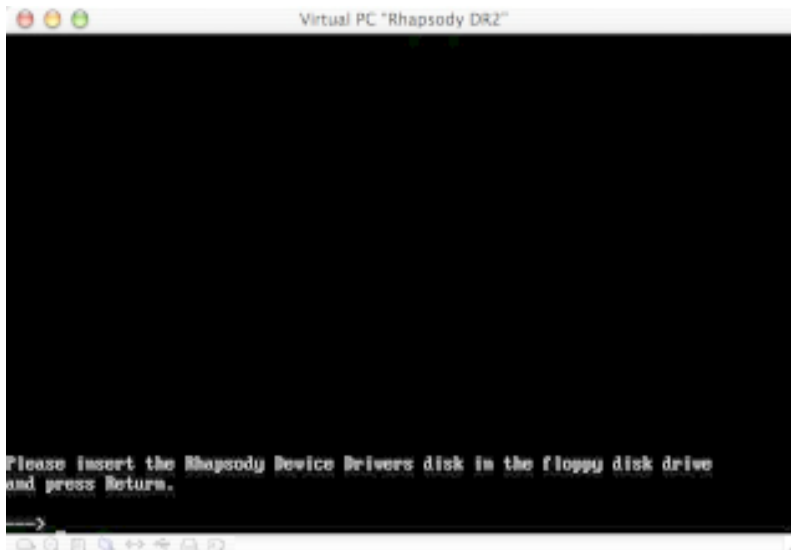 Virtual PC "Rhapsody DR2"
Please insert the Rhapsody Device Drivers disk in the floppy disk drive
and press Return.
--->